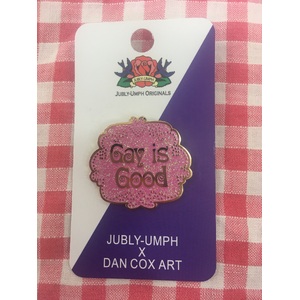 JUBLY-UMPH ORIGINALS
Gay is
Good
JUBLY-UMPH
X
DAN COX ART